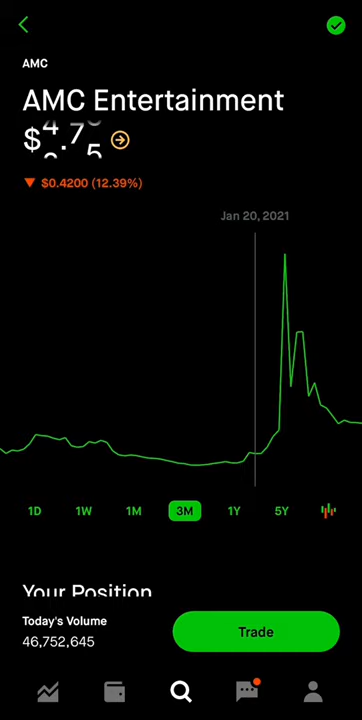 AMC
AMC Entertainment
▼ $0.4200 (12.39%)
Jan 20, 2021
1D 1W 1M 3M 1Y 5Y
Your Position
Today's Volume
46,752,645
Trade